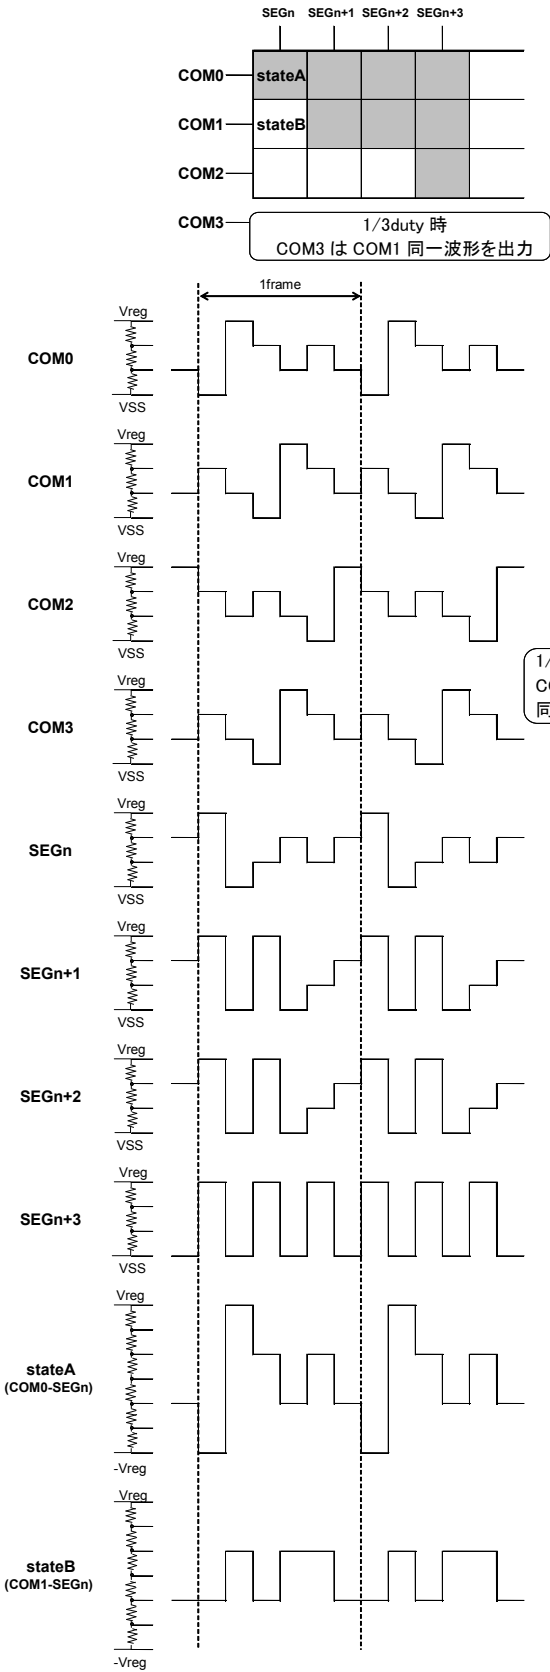 SEGn SEGn+1 SEGn+2 SEGn+3
COM0 stateA
COM1 stateB
COM2
COM3
1/3duty 時
COM3 は COM1 同一波形を出力
1frame
Vreg
COM0
VSS
Vreg
COM1
VSS
Vreg
COM2
VSS
1/
同
Vreg
COM3
VSS
Vreg
SEGn
VSS
Vreg
SEGn+1
VSS
Vreg
SEGn+2
VSS
Vreg
SEGn+3
VSS
Vreg
stateA
(COM0-SEGn)
-Vreg
Vreg
stateB
(COM1-SEGn)
-Vreg